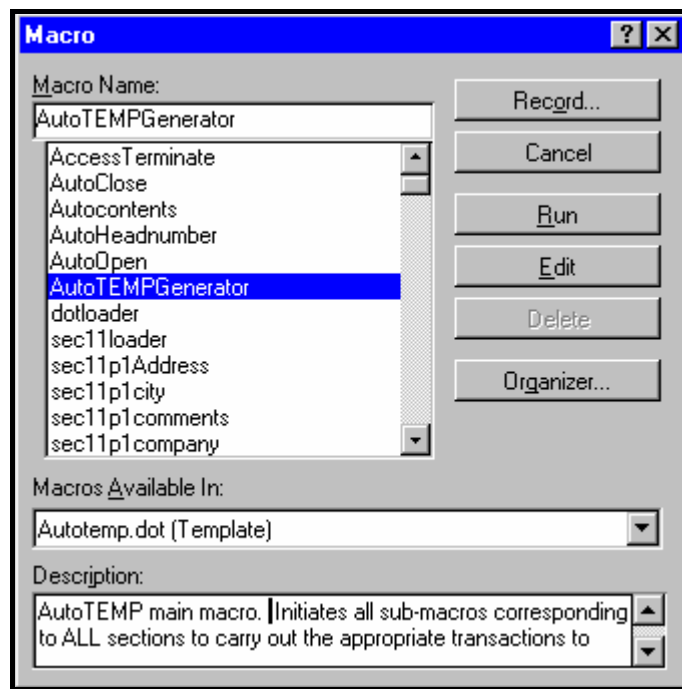 Macro
Macro Name:
AutoTEMPGenerator
AccessTerminate
AutoClose
Autocontents
AutoHeadnumber
AutoOpen
AutoTEMPGenerator
dotloader
sec11loader
sec11p1Address
sec11p1city
sec11p1comments
sec11p1company
Record...
Cancel
Run
Edit
Delete
Organizer...
Macros Available In:
Autotemp.dot (Template)
Description:
AutoTEMP main macro. Initiates all sub-macros corresponding
to ALL sections to carry out the appropriate transactions to